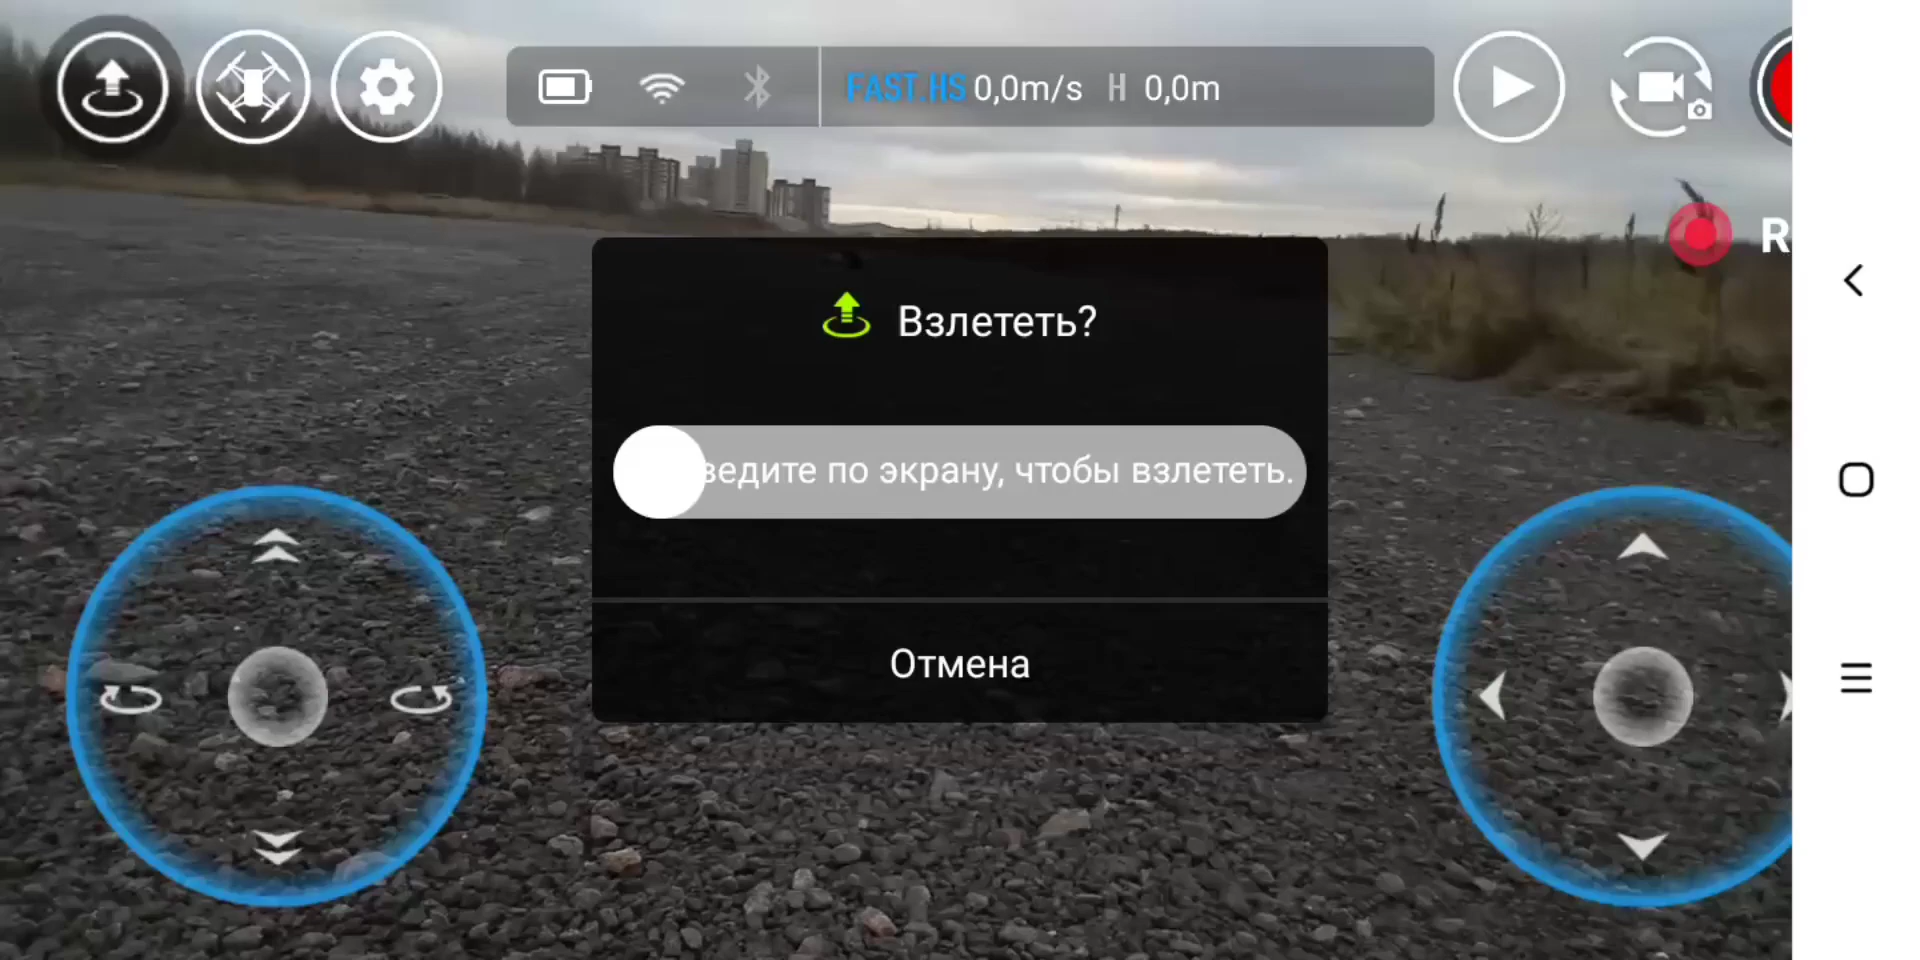 FAST.HS 0,0m/s H 0,0m
R
Взлететь?
ведите по экрану, чтобы взлететь.
Отмена